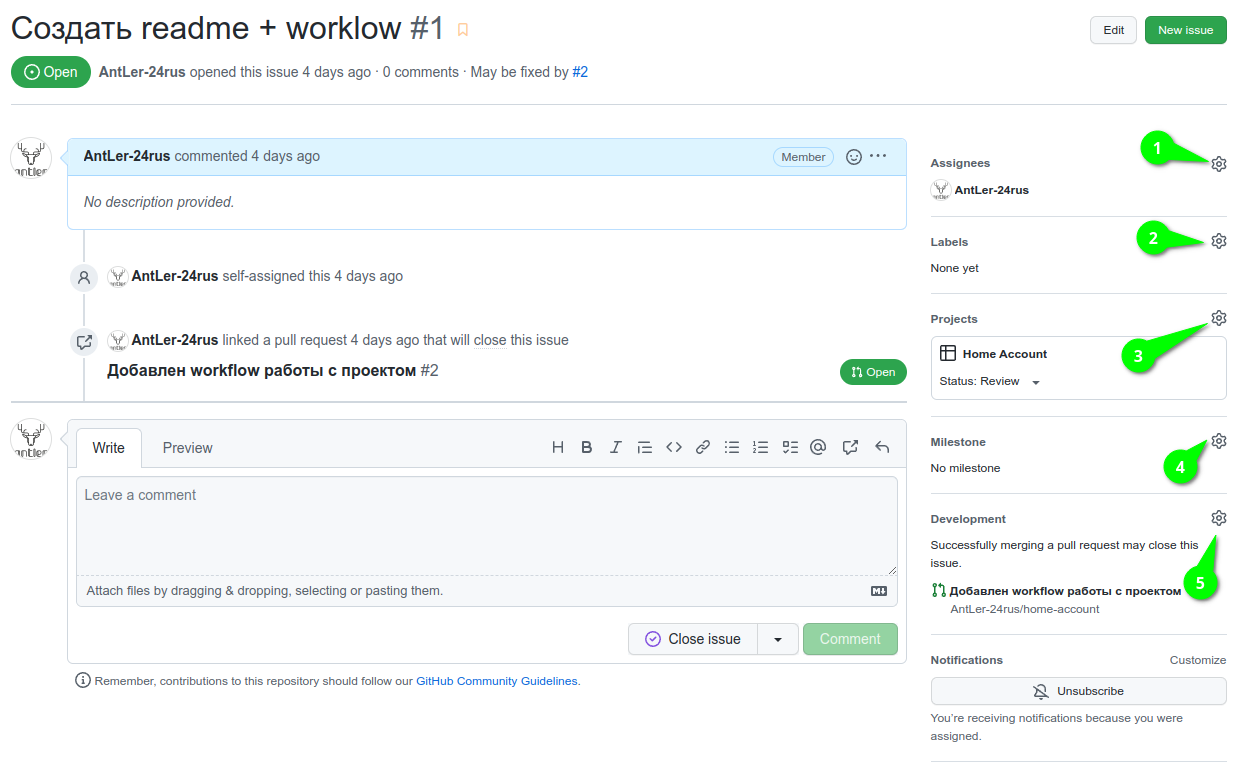 Создать readme + worklow #1
Edit
New issue
Open
AntLer-24rus opened this issue 4 days ago · 0 comments · May be fixed by #2
AntLer-24rus commented 4 days ago
Member
No description provided.
AntLer-24rus self-assigned this 4 days ago
AntLer-24rus linked a pull request 4 days ago that will close this issue
Добавлен workflow работы с проектом #2
Open
Write
Preview
Leave a comment
Attach files by dragging & dropping, selecting or pasting them.
Close issue
Comment
Remember, contributions to this repository should follow our GitHub Community Guidelines.
Assignees
1
AntLer-24rus
Labels
2
None yet
Projects
3
Home Account
Status: Review
Milestone
4
No milestone
Development
Successfully merging a pull request may close this
issue.
5
Добавлен workflow работы с проектом
AntLer-24rus/home-account
Notifications
Customize
Unsubscribe
You're receiving notifications because you were
assigned.